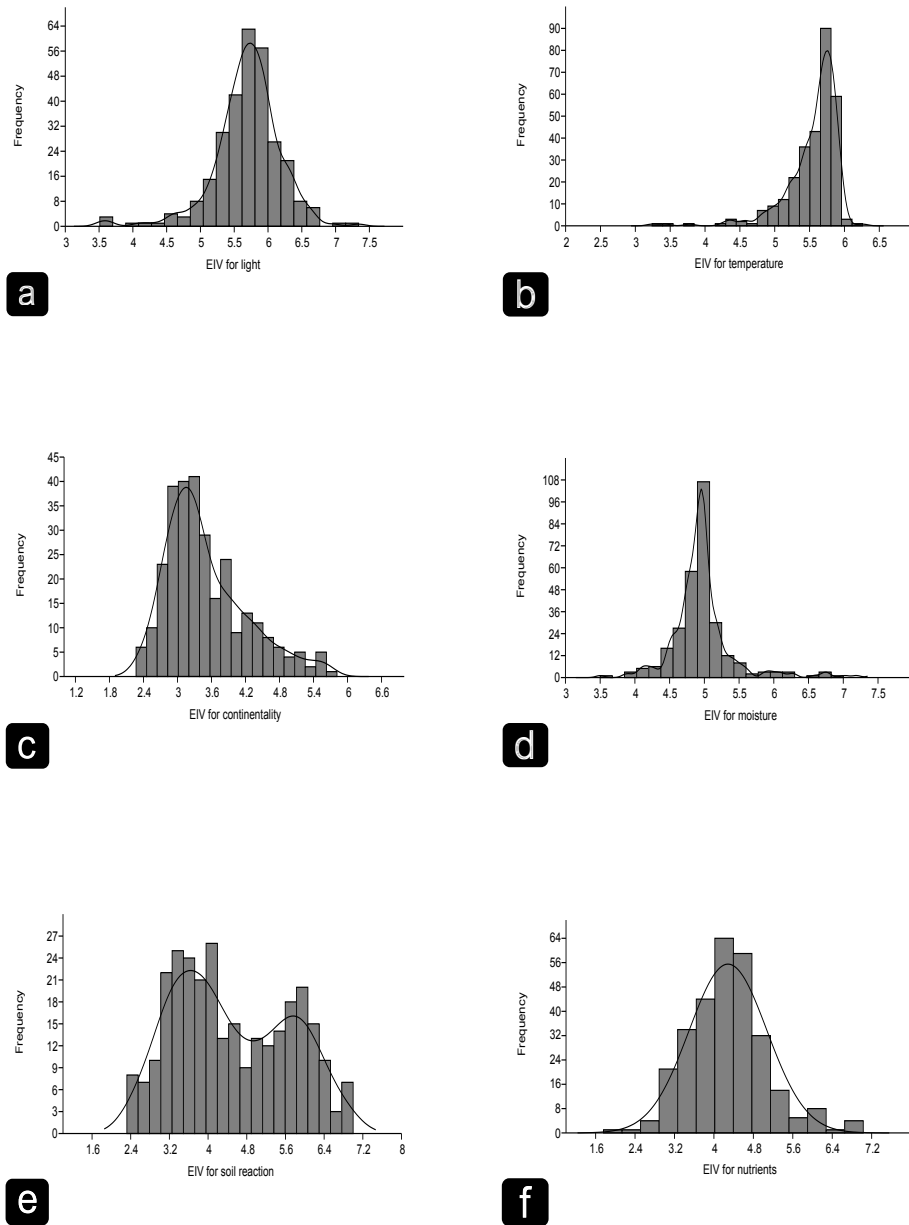 64
56
48
40
32
24
16
8
0
Frequency
3 3.5 4 4.5 5 5.5 6 6.5 7 7.5
EIV for light
a
90
80
70
60
50
40
30
20
10
0
Frequency
2 2.5 3 3.5 4 4.5 5 5.5 6 6.5
EIV for temperature
b
45
40
35
30
25
20
15
10
5
0
Frequency
1.2 1.8 2.4 3 3.6 4.2 4.8 5.4 6 6.6
EIV for continentality
c
108
96
84
72
60
48
36
24
12
0
Frequency
3 3.5 4 4.5 5 5.5 6 6.5 7 7.5
EIV for moisture
d
27
24
21
18
15
12
9
6
3
0
Frequency
1.6 2.4 3.2 4 4.8 5.6 6.4 7.2 8
EIV for soil reaction
e
64
56
48
40
32
24
16
8
0
Frequency
1.6 2.4 3.2 4 4.8 5.6 6.4 7.2
EIV for nutrients
f